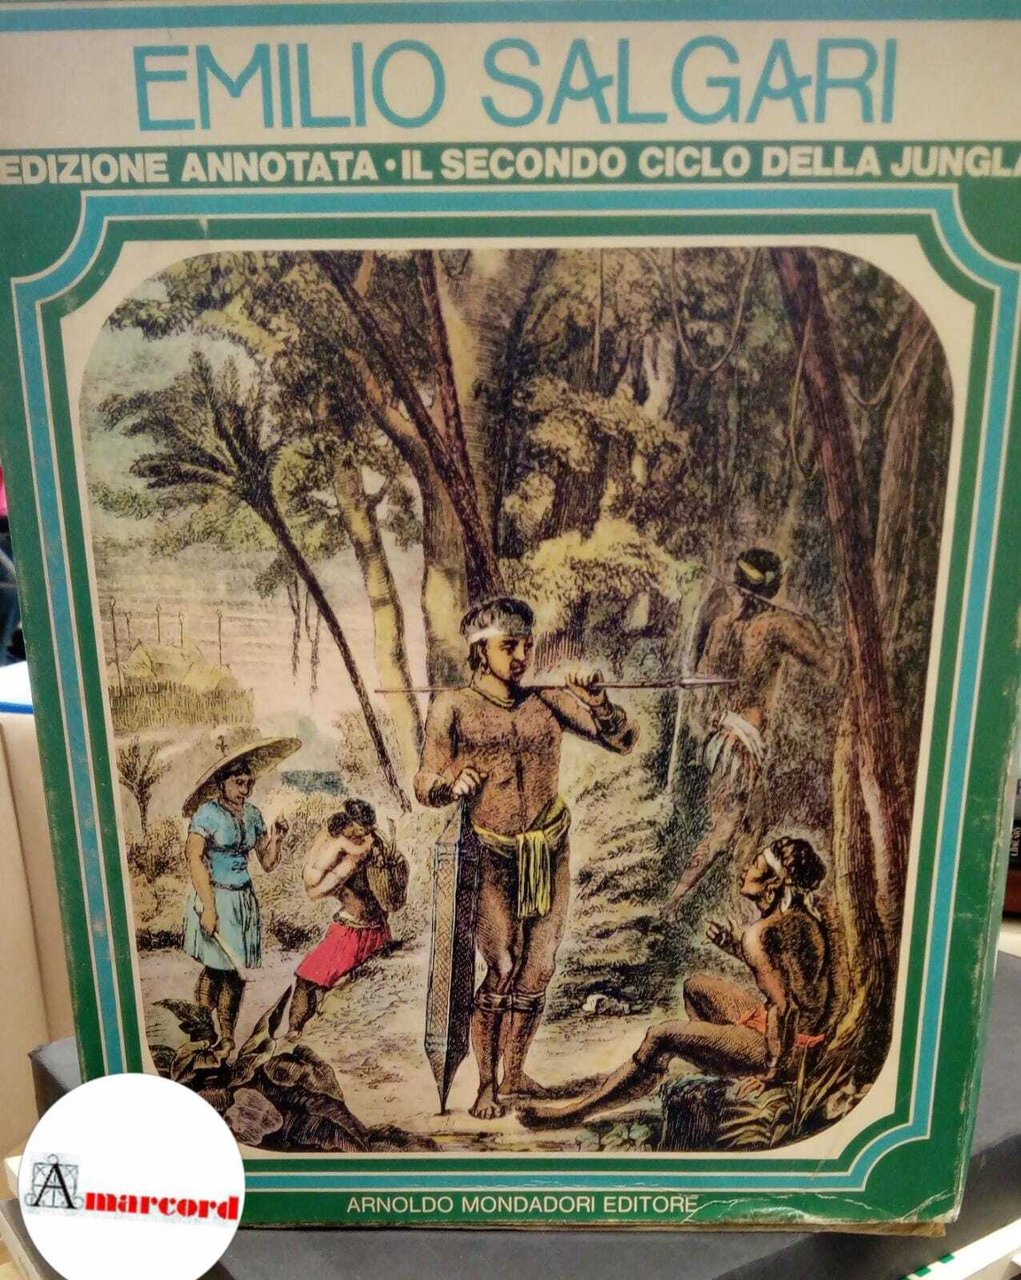 EMILIO SALGARI
EDIZIONE ANNOTATA • IL SECONDO CICLO DELLA JUNGLA
ARNOLDO MONDADORI EDITORE
Amarcord